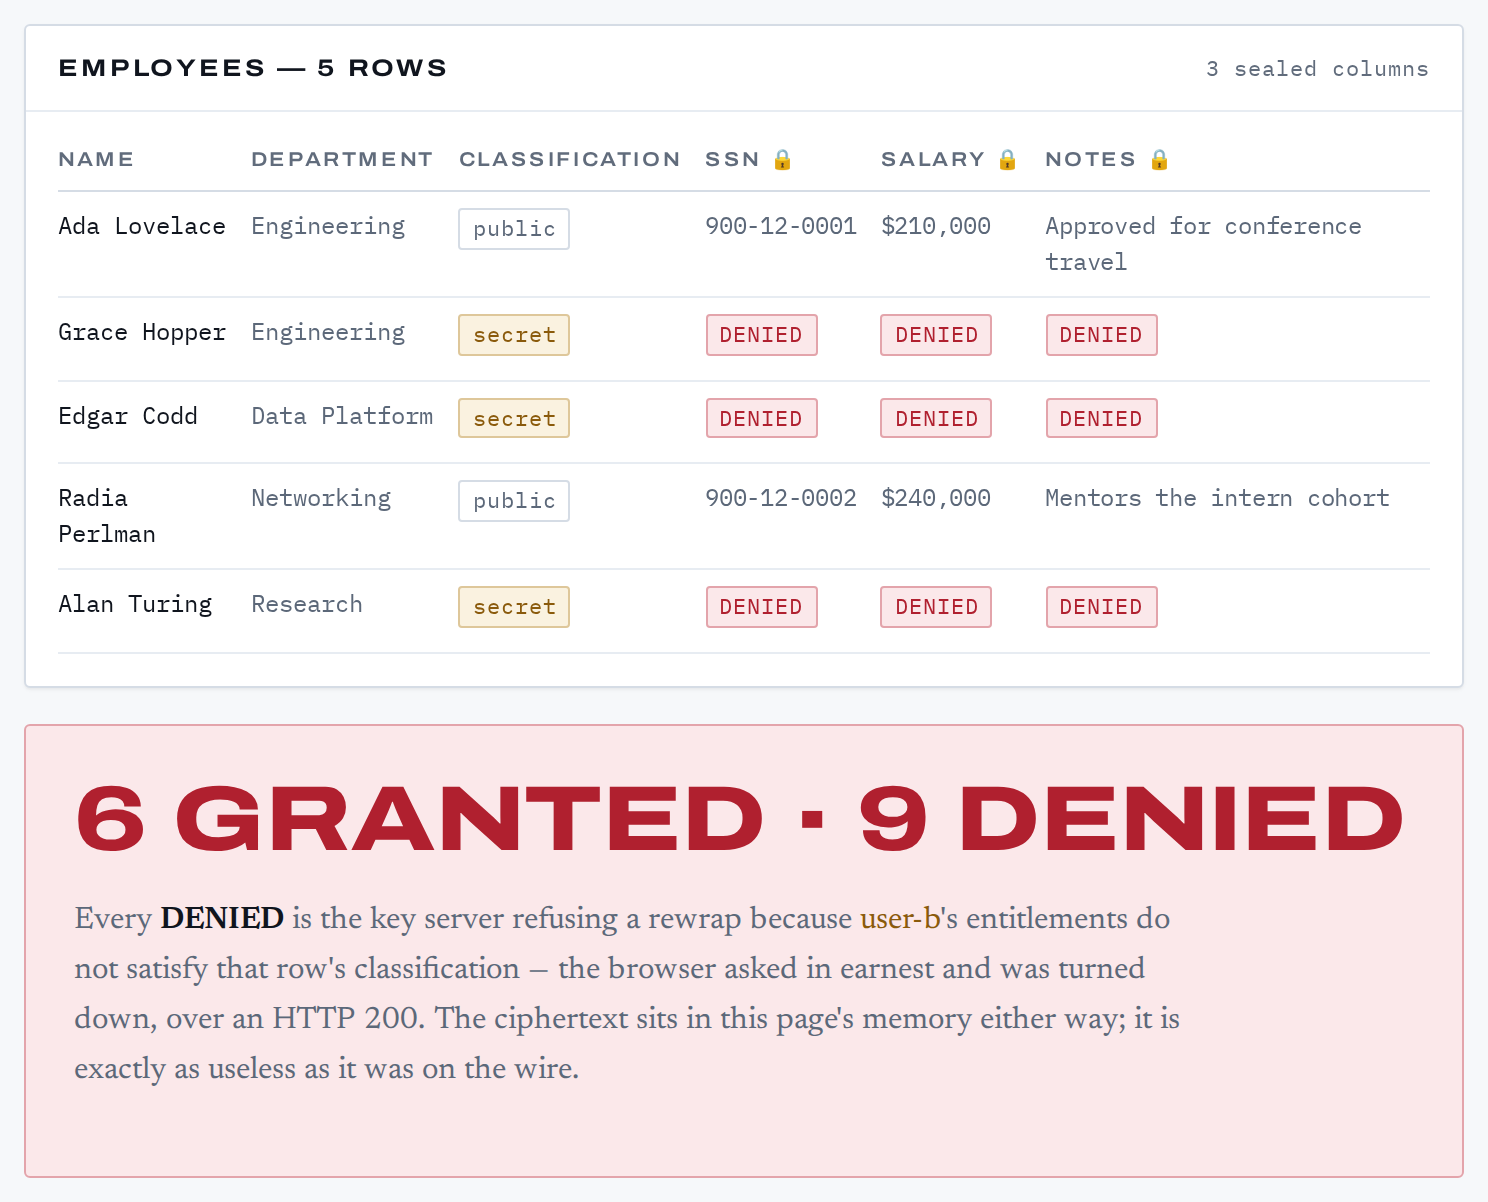 EMPLOYEES — 5 ROWS
3 sealed columns
NAME DEPARTMENT CLASSIFICATION SSN 🔒 SALARY 🔒 NOTES 🔒
Ada Lovelace Engineering public 900-12-0001 $210,000 Approved for conference
travel
Grace Hopper Engineering secret DENIED DENIED DENIED
Edgar Codd Data Platform secret DENIED DENIED DENIED
Radia Networking public 900-12-0002 $240,000 Mentors the intern cohort
Perlman
Alan Turing Research secret DENIED DENIED DENIED
6 GRANTED · 9 DENIED
Every DENIED is the key server refusing a rewrap because user-b's entitlements do
not satisfy that row's classification — the browser asked in earnest and was turned
down, over an HTTP 200. The ciphertext sits in this page's memory either way; it is
exactly as useless as it was on the wire.